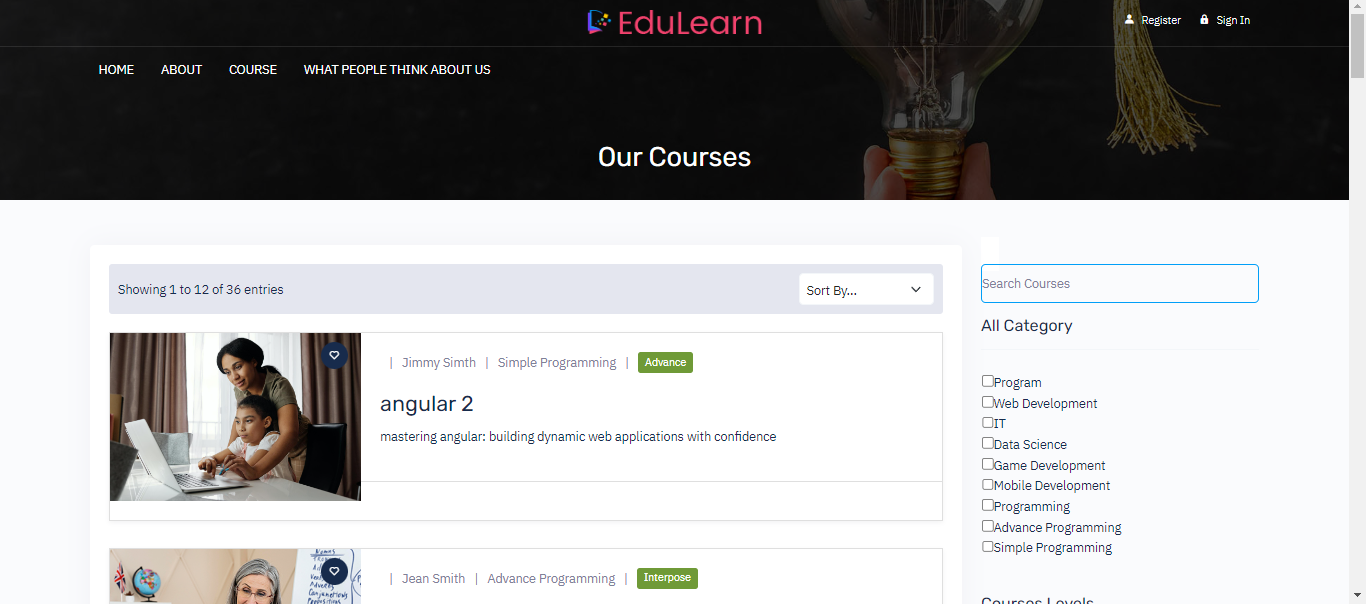 EduLearn
Register Sign In
HOME ABOUT COURSE WHAT PEOPLE THINK ABOUT US
Our Courses
Showing 1 to 12 of 36 entries
Sort By...
| Jimmy Simth | Simple Programming | Advance
angular 2
mastering angular: building dynamic web applications with confidence
| Jean Smith | Advance Programming | Interpose
Search Courses
All Category
Program
Web Development
IT
Data Science
Game Development
Mobile Development
Programming
Advance Programming
Simple Programming
Courses Levels